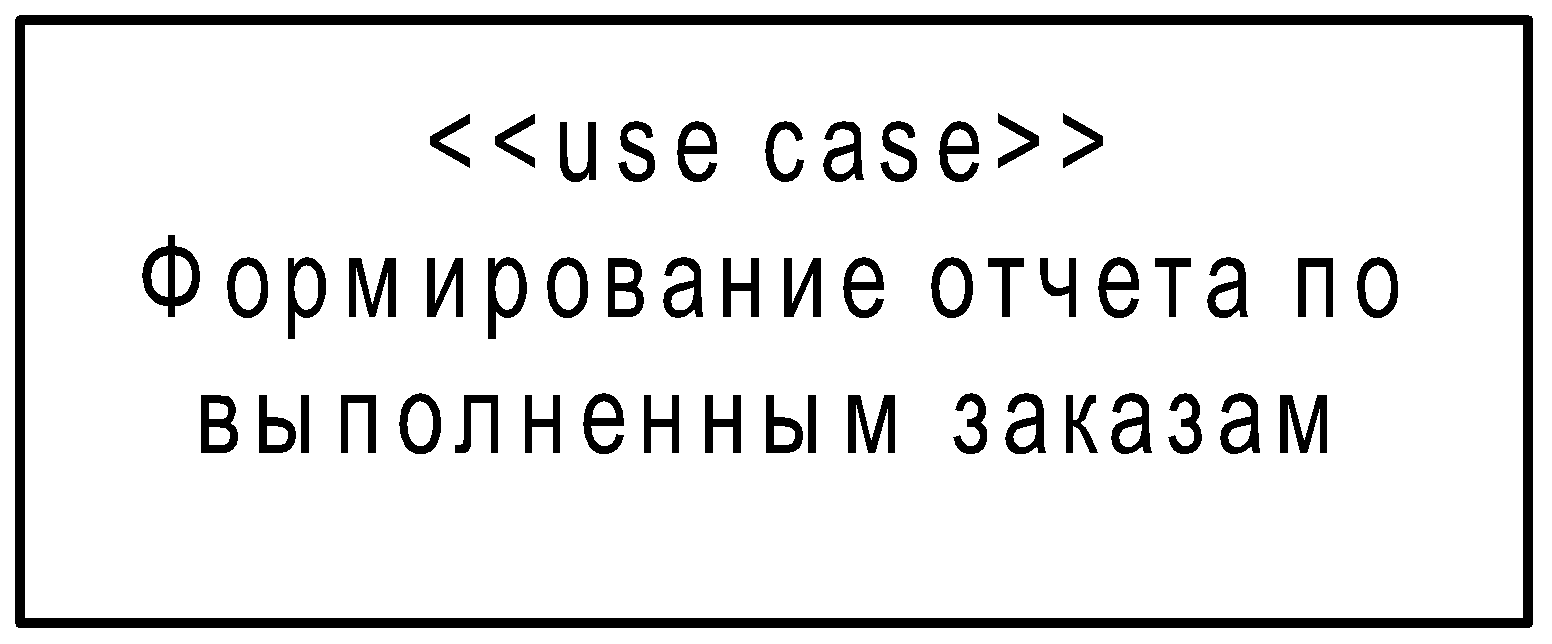 <<use case>>
Формирование отчета по
выполненным заказам